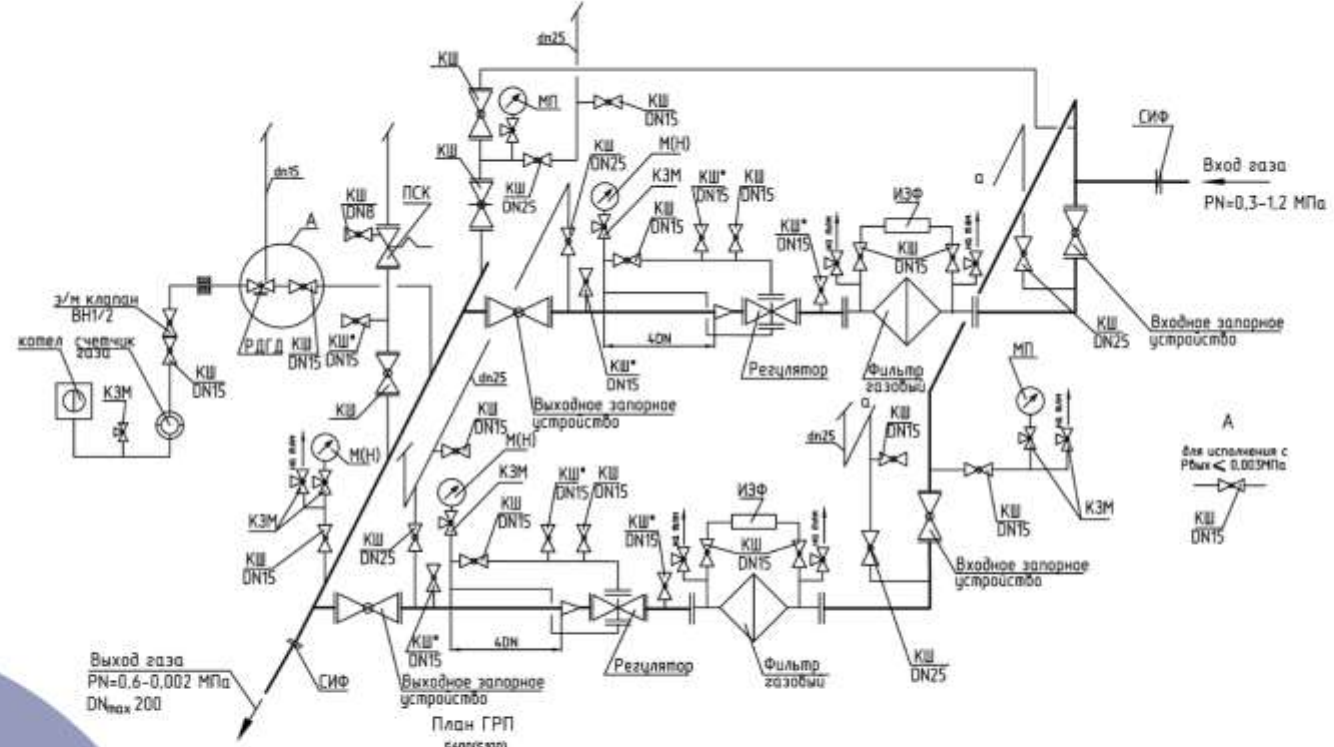 dn25
КШ
МП
КШ
DN15
СИФ
Вход газа
PN=0,3-1,2 МПа
КШ
КШ
DN25
М(Н)
dn15
КШ
DN8
ПСК
КШ
DN25
КЗМ
КШ*
DN15
КШ
DN15
ИЗФ
а
А
КШ
DN15
КШ*
DN15
КШ
DN15
э/м клапан
ВН1/2
котел
счетчик
газа
КЗМ
КШ
DN15
РДГД
КШ
DN15
КШ*
DN15
КШ
4DN
КШ*
DN15
Регулятор
Фильтр
газовый
КШ
DN25
Входное запорное
устройство
dn25
Выходное запорное
устройство
МП
А
для исполнения с
Рвых < 0,003МПа
КШ
DN15
М(Н)
КШ
DN15
М(Н)
КЗМ
КШ*
DN15
КШ
DN15
ИЗФ
dn25
а
КШ
DN15
КЗМ
КШ
DN15
КШ
DN25
КШ
DN15
КШ*
DN15
КШ
DN15
КШ
DN15
КЗМ
Входное запорное
устройство
КШ*
DN15
4DN
Регулятор
Фильтр
газовый
КШ
DN25
Выход газа
PN=0,6-0,002 МПа
DNmax 200
СИФ
Выходное запорное
устройство
План ГРП